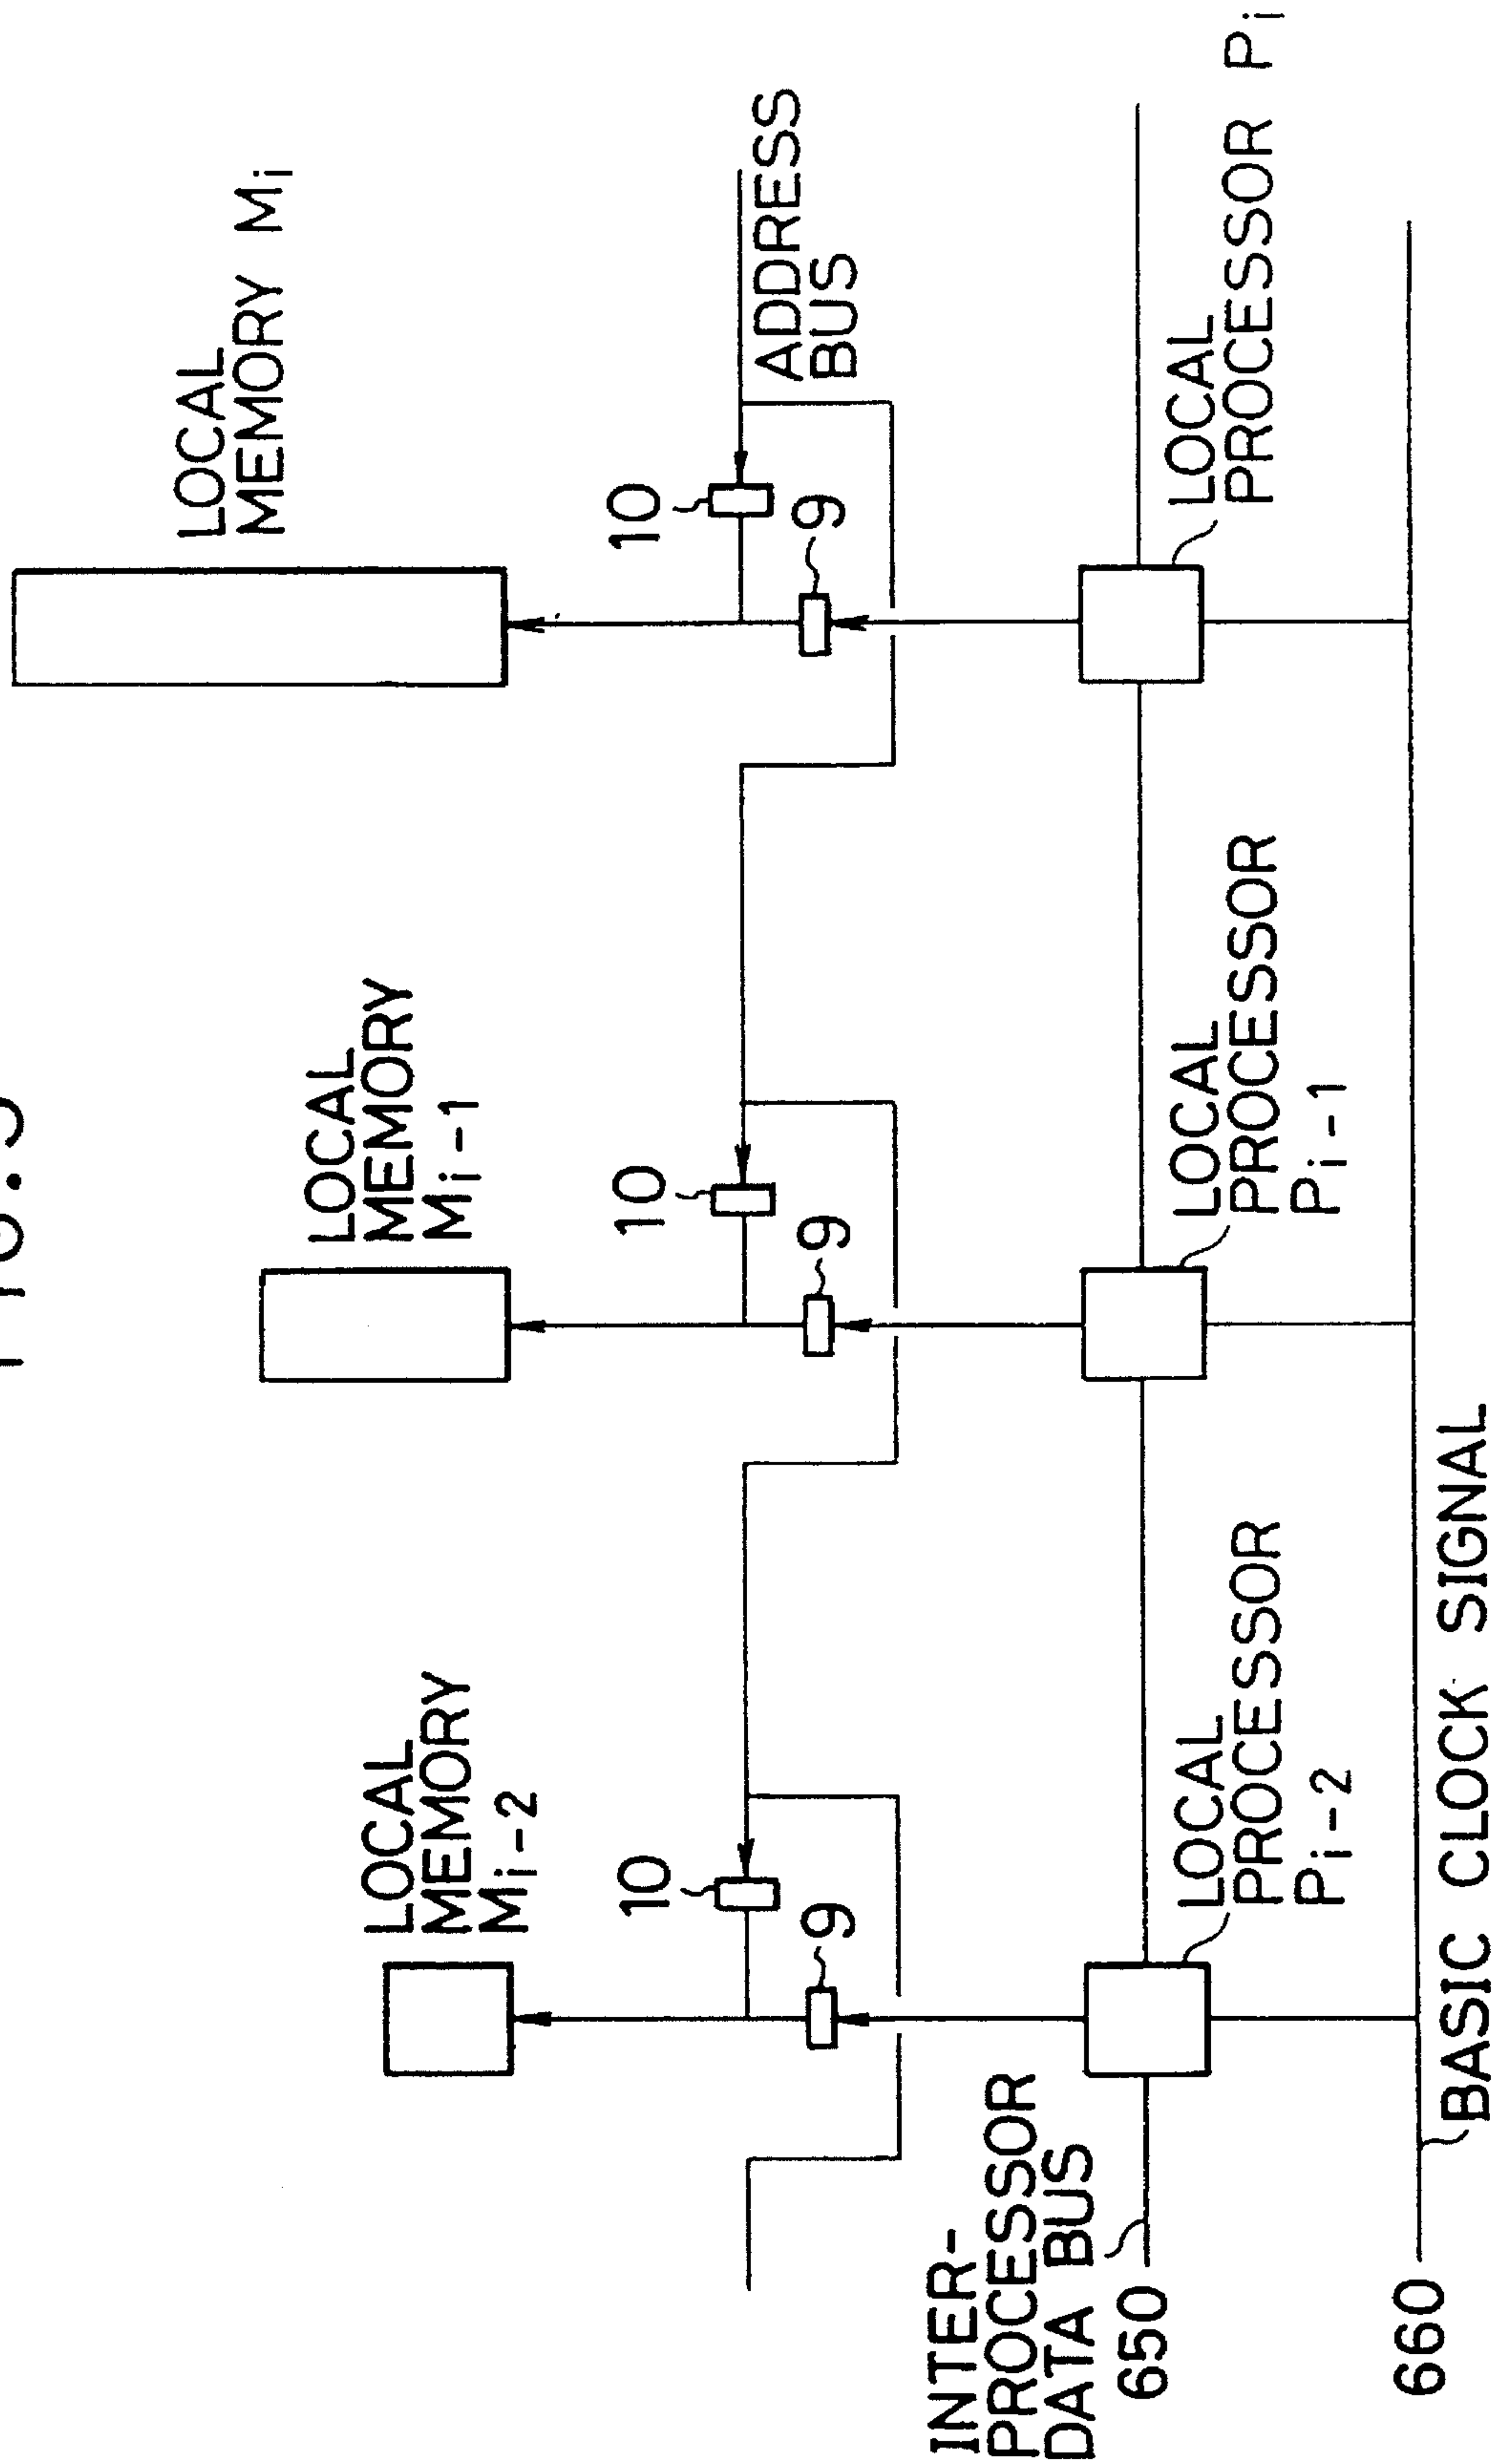 FIG.
LOCAL
MEMORY
Mi-2
LOCAL
MEMORY
Mi-1
LOCAL
MEMORY Mi
10
9
10
9
10
9
ADDRESS
BUS
INTER-
PROCESSOR
DATA BUS
650
LOCAL
PROCESSOR
Pi-2
LOCAL
PROCESSOR
Pi-1
LOCAL
PROCESSOR Pi
660
BASIC CLOCK SIGNAL